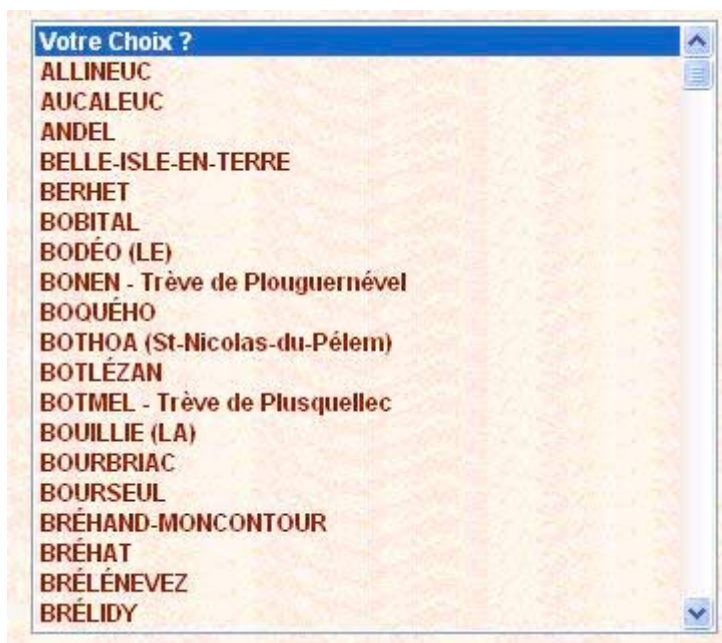 Votre Choix ?
ALLINEUC
AUCALEUC
ANDEL
BELLE-ISLE-EN-TERRE
BERHET
BOBITAL
BODÉO (LE)
BONEN - Trève de Plouguernével
BOQUÉHO
BOTHOA (St-Nicolas-du-Pélem)
BOTLÉZAN
BOTMEL - Trève de Plusquellec
BOUILLIE (LA)
BOURBRIAC
BOURSEUL
BRÉHAND-MONCONTOUR
BRÉHAT
BRÉLÉNEVEZ
BRÉLIDY